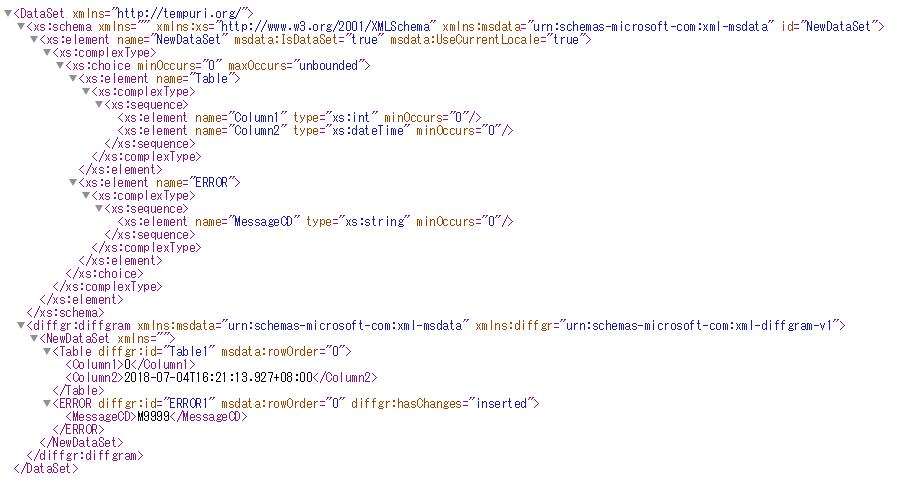 ▼<DataSet xmlns="http://tempuri.org/">
▼<xs:schema xmlns="" xmlns:xs="http://www.w3.org/2001/XMLSchema" xmlns:msdata="urn:schemas-microsoft-com:xml-msdata" id="NewDataSet">
▼<xs:element name="NewDataSet" msdata:IsDataSet="true" msdata:UseCurrentLocale="true">
▼<xs:complexType>
▼<xs:choice minOccurs="0" maxOccurs="unbounded">
▼<xs:element name="Table">
▼<xs:complexType>
▼<xs:sequence>
<xs:element name="Column1" type="xs:int" minOccurs="0"/>
<xs:element name="Column2" type="xs:dateTime" minOccurs="0"/>
</xs:sequence>
</xs:complexType>
</xs:element>
▼<xs:element name="ERROR">
▼<xs:complexType>
▼<xs:sequence>
<xs:element name="MessageCD" type="xs:string" minOccurs="0"/>
</xs:sequence>
</xs:complexType>
</xs:element>
</xs:choice>
</xs:complexType>
</xs:element>
</xs:schema>
▼<diffgr:diffgram xmlns:msdata="urn:schemas-microsoft-com:xml-msdata" xmlns:diffgr="urn:schemas-microsoft-com:xml-diffgram-v1">
▼<NewDataSet xmlns="">
▼<Table diffgr:id="Table1" msdata:rowOrder="0">
<Column1>0</Column1>
<Column2>2018-07-04T16:21:13.927+08:00</Column2>
</Table>
▼<ERROR diffgr:id="ERROR1" msdata:rowOrder="0" diffgr:hasChanges="inserted">
<MessageCD>M9999</MessageCD>
</ERROR>
</NewDataSet>
</diffgr:diffgram>
</DataSet>